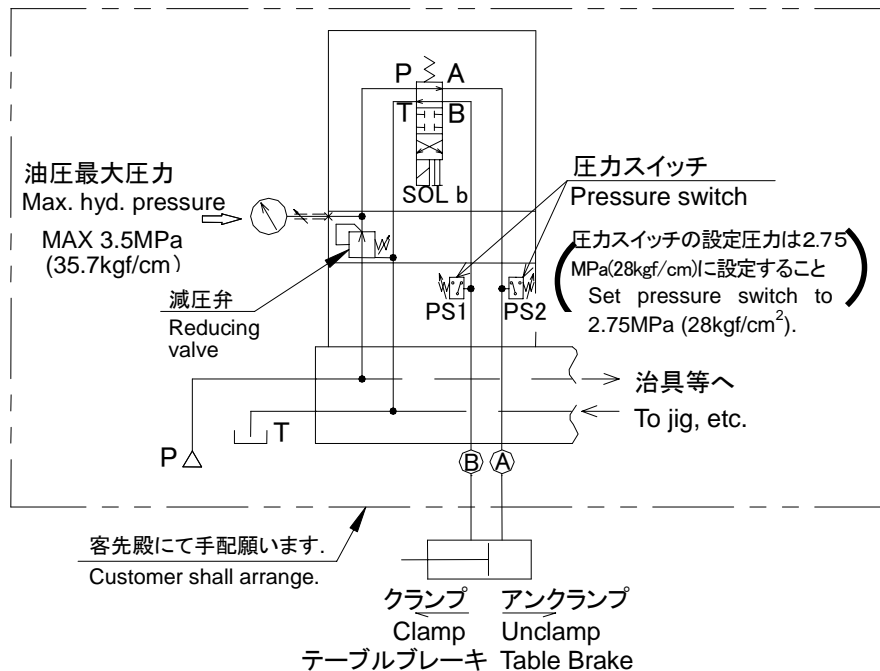 P A
T B
SOL b
油圧最大圧力
Max. hyd. pressure
MAX 3.5MPa
(35.7kgf/cm)
減圧弁
Reducing
valve
圧力スイッチ
Pressure switch
圧力スイッチの設定圧力は2.75
MPa(28kgf/cm)に設定すること
Set pressure switch to
2.75MPa (28kgf/cm²).
PS1
PS2
治具等へ
To jig, etc.
P
T
B
A
客先殿にて手配願います.
Customer shall arrange.
クランプ アンクランプ
Clamp Unclamp
テーブルブレーキ Table Brake